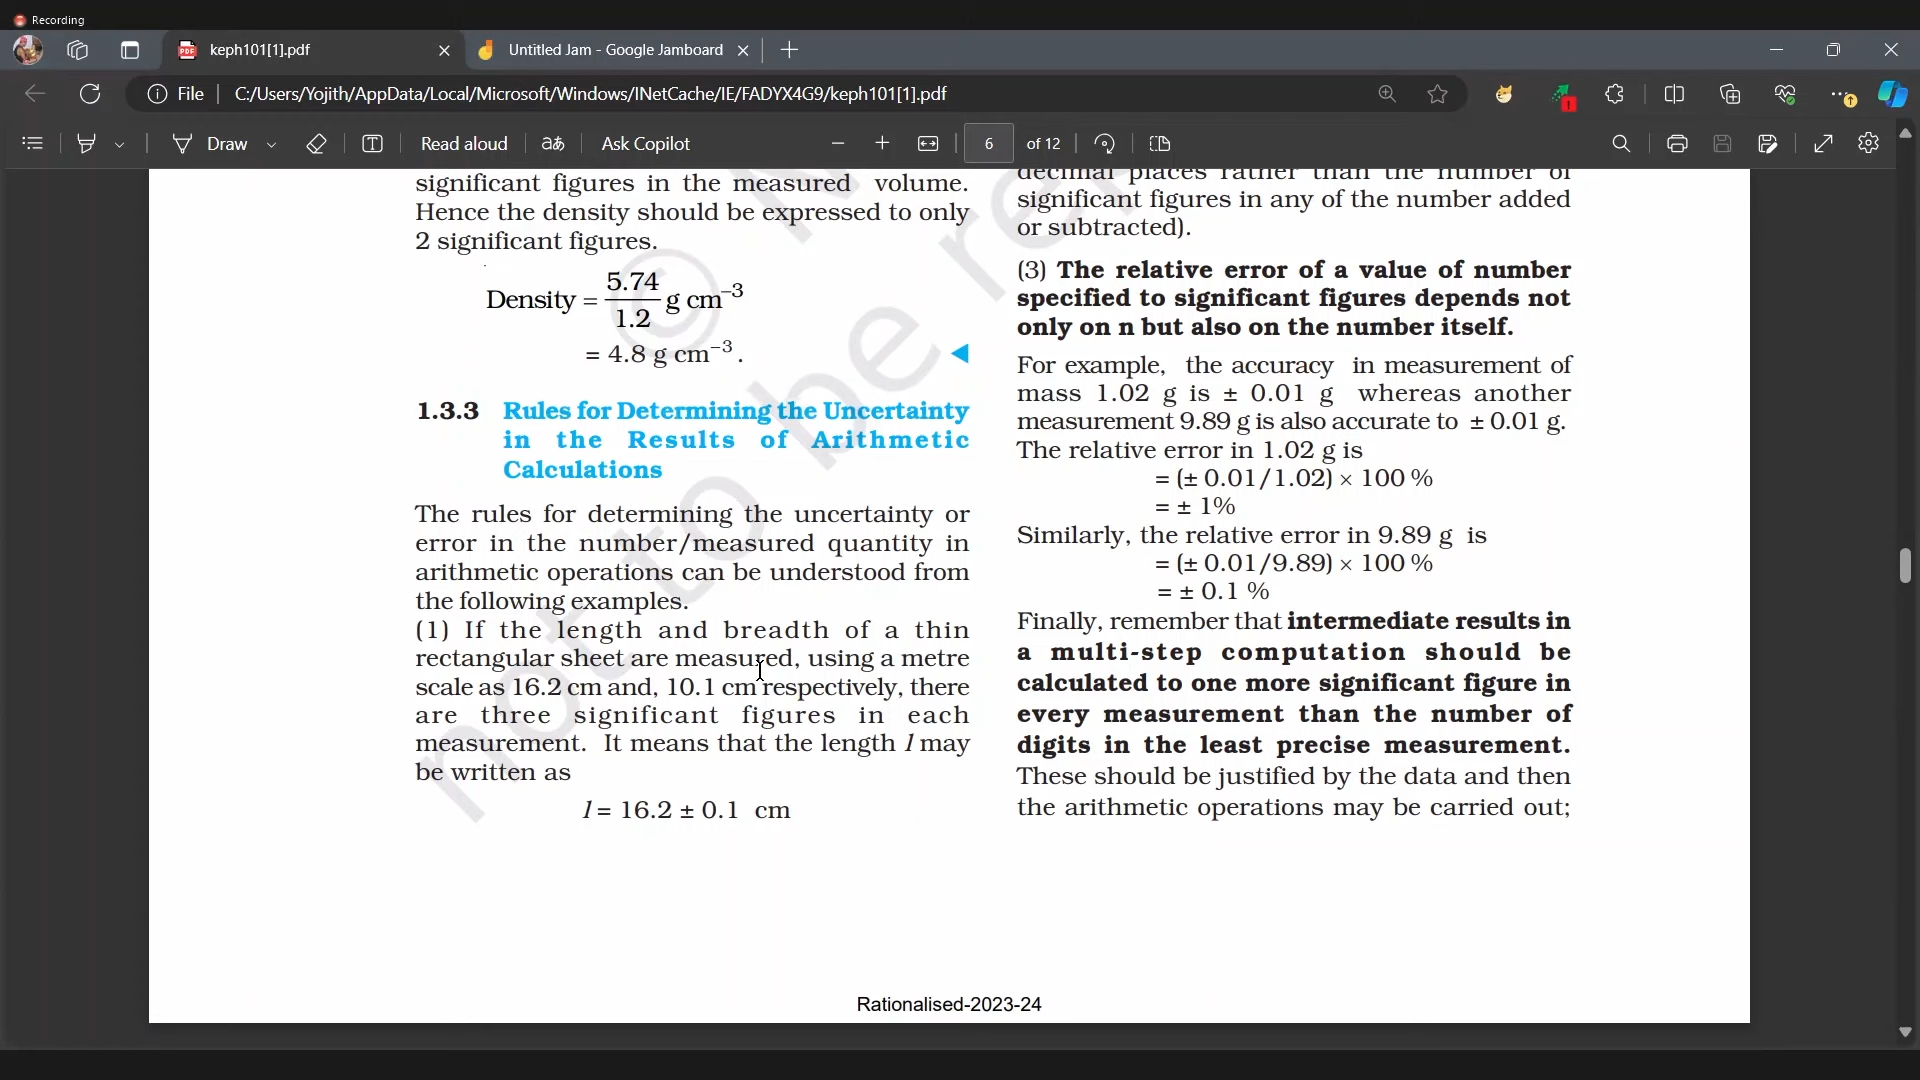 Recording
keph101[1].pdf
Untitled Jam - Google Jamboard
File
C:/Users/Yojith/AppData/Local/Microsoft/Windows/INetCache/IE/FADYX4G9/keph101[1].pdf
Draw
Read aloud
aあ
Ask Copilot
6 of 12
significant figures in the measured volume.
Hence the density should be expressed to only
2 significant figures.
Density = 5.74/1.2 g cm⁻³
= 4.8 g cm⁻³ .
1.3.3 Rules for Determining the Uncertainty
in the Results of Arithmetic
Calculations
The rules for determining the uncertainty or
error in the number/measured quantity in
arithmetic operations can be understood from
the following examples.
(1) If the length and breadth of a thin
rectangular sheet are measured, using a metre
scale as 16.2 cm and, 10.1 cm respectively, there
are three significant figures in each
measurement. It means that the length l may
be written as
l = 16.2 ± 0.1 cm
decimal places rather than the number of
significant figures in any of the number added
or subtracted).
(3) The relative error of a value of number
specified to significant figures depends not
only on n but also on the number itself.
For example, the accuracy in measurement of
mass 1.02 g is ± 0.01 g whereas another
measurement 9.89 g is also accurate to ± 0.01 g.
The relative error in 1.02 g is
= (± 0.01/1.02) × 100 %
= ± 1%
Similarly, the relative error in 9.89 g is
= (± 0.01/9.89) × 100 %
= ± 0.1 %
Finally, remember that intermediate results in
a multi-step computation should be
calculated to one more significant figure in
every measurement than the number of
digits in the least precise measurement.
These should be justified by the data and then
the arithmetic operations may be carried out;
© N
not to be rep
Rationalised-2023-24